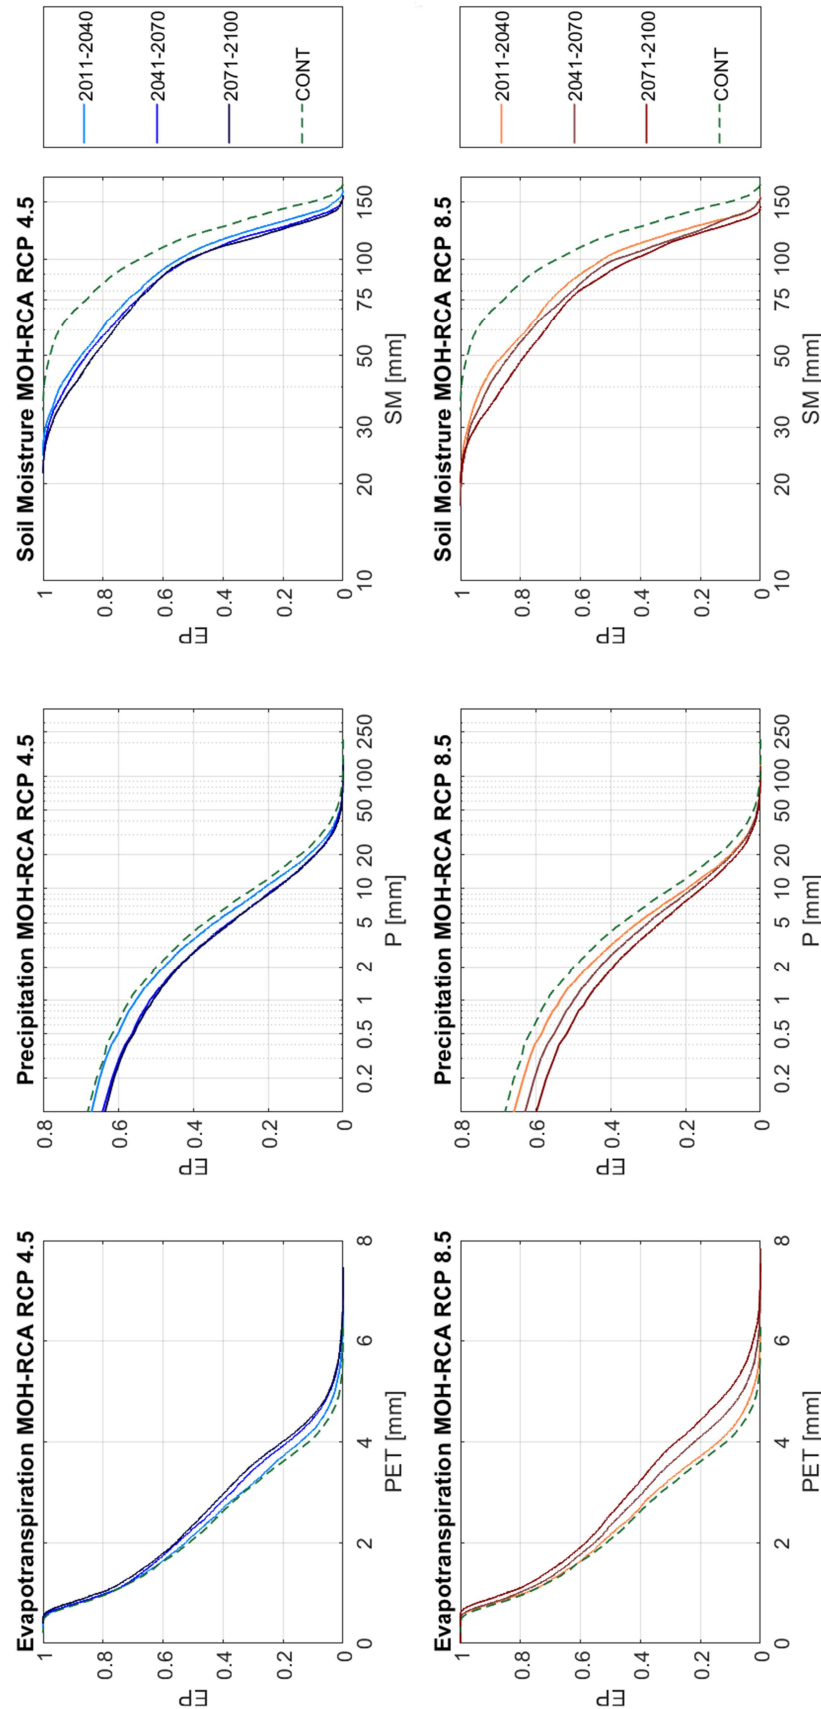 Evapotranspiration MOH-RCA RCP 4.5
1
0.8
0.6
0.4
0.2
0
EP
0 2 4 6 8
PET [mm]
Precipitation MOH-RCA RCP 4.5
0.8
0.6
0.4
0.2
0
EP
0.2 0.5 1 2 5 10 20 50 100 250
P [mm]
Soil Moistrure MOH-RCA RCP 4.5
1
0.8
0.6
0.4
0.2
0
EP
10 20 30 50 75 100 150
SM [mm]
2011-2040
2041-2070
2071-2100
CONT
Evapotranspiration MOH-RCA RCP 8.5
1
0.8
0.6
0.4
0.2
0
EP
0 2 4 6 8
PET [mm]
Precipitation MOH-RCA RCP 8.5
0.8
0.6
0.4
0.2
0
EP
0.2 0.5 1 2 5 10 20 50 100 250
P [mm]
Soil Moistrure MOH-RCA RCP 8.5
1
0.8
0.6
0.4
0.2
0
EP
10 20 30 50 75 100 150
SM [mm]
2011-2040
2041-2070
2071-2100
CONT